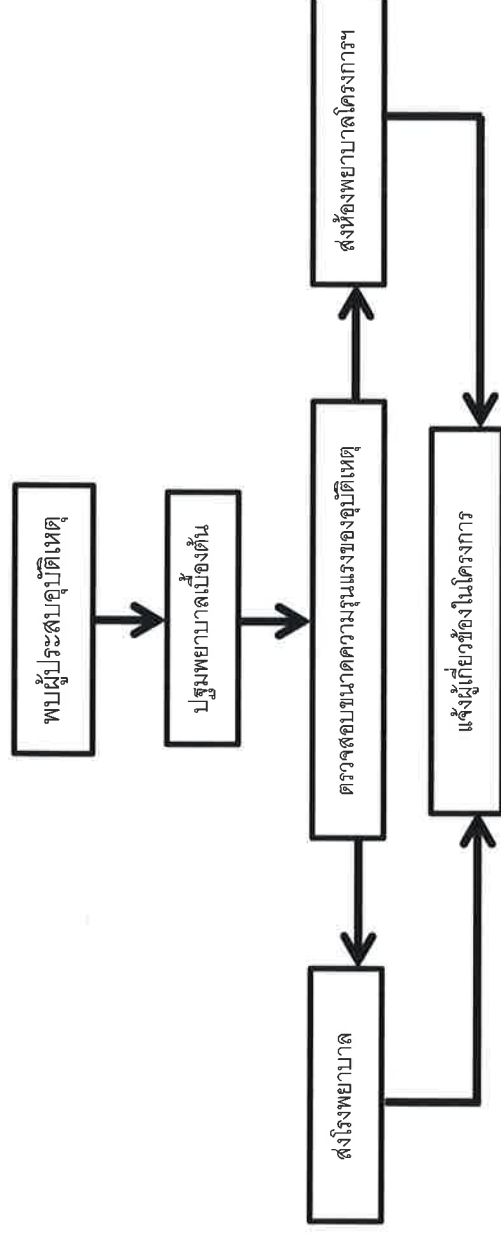 พบผู้ประสบอุบัติเหตุ
ปฐมพยาบาลเบื้องต้น
ตรวจสอบขนาดความรุนแรงของอุบัติเหตุ
ส่งโรงพยาบาล
ส่งห้องพยาบาลโครงการฯ
แจ้งผู้เกี่ยวข้องในโครงการ